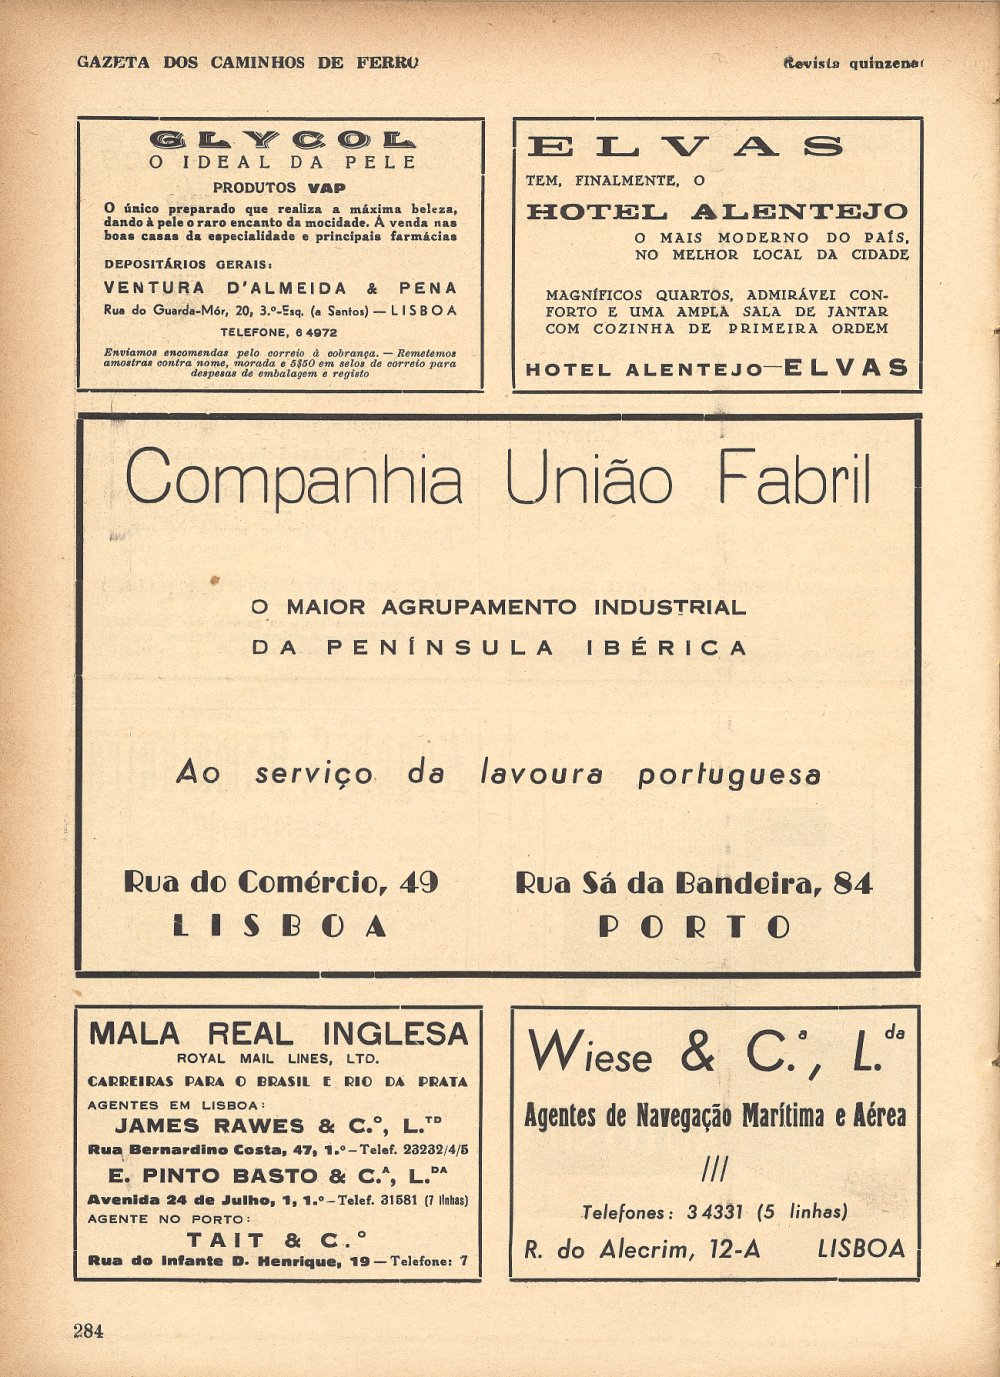 GAZETA DOS CAMINHOS DE FERRO
Revista quinzenal
GLYCOL
O IDEAL DA PELE
PRODUTOS VAP
O único preparado que realiza a máxima beleza,
dando à pele o raro encanto da mocidade. Á venda nas
boas casas da especialidade e principais farmácias
DEPOSITÁRIOS GERAIS:
VENTURA D'ALMEIDA & PENA
Rua do Guarda-Mór, 20, 3.º-Esq. (a Santos) — LISBOA
TELEFONE, 6 4972
Enviamos encomendas pelo correio à cobrança. — Remetemos
amostras contra nome, morada e 5$50 em selos de correio para
despesas de embalagem e registo
ELVAS
TEM, FINALMENTE, O
HOTEL ALENTEJO
O MAIS MODERNO DO PAÍS,
NO MELHOR LOCAL DA CIDADE
MAGNÍFICOS QUARTOS, ADMIRÁVEI CON-
FORTO E UMA AMPLA SALA DE JANTAR
COM COZINHA DE PRIMEIRA ORDEM
HOTEL ALENTEJO—ELVAS
Companhia União Fabril
O MAIOR AGRUPAMENTO INDUSTRIAL
DA PENÍNSULA IBÉRICA
Ao serviço da lavoura portuguesa
Rua do Comércio, 49
LISBOA
Rua Sá da Bandeira, 84
PORTO
MALA REAL INGLESA
ROYAL MAIL LINES, LTD.
CARREIRAS PARA O BRASIL E RIO DA PRATA
AGENTES EM LISBOA:
JAMES RAWES & C.º, L.TD
Rua Bernardino Costa, 47, 1.º — Telef. 23232/4/5
E. PINTO BASTO & C.ª, L.DA
Avenida 24 de Julho, 1, 1.º — Telef. 31581 (7 linhas)
AGENTE NO PORTO:
TAIT & C.º
Rua do Infante D. Henrique, 19 — Telefone: 7
Wiese & C.ª, L.da
Agentes de Navegação Marítima e Aérea
///
Telefones: 3 4331 (5 linhas)
R. do Alecrim, 12-A LISBOA
284